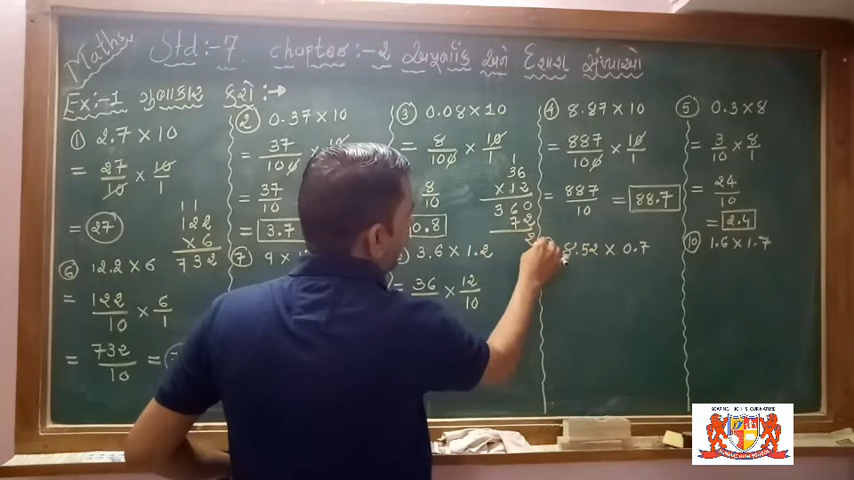 Maths
Std:-7 chapter:-2 અપૂર્ણાંક અને દશાંશ સંખ્યાઓ
Ex:-1 ગુણાકાર કરો :→
① 2.7 × 10
= 27/10 × 10/1
= 27
② 0.37 × 10
= 37/100 × 10/1
= 37/10
= 3.7
③ 0.08 × 10
= 8/100 × 10/1
8/10
0.8
④ 8.87 × 10
= 887/100 × 10/1
= 887/10 = 88.7
⑤ 0.3 × 8
= 3/10 × 8/1
= 24/10
= 2.4
⑥ 12.2 × 6
= 122/10 × 6/1
= 732/10 =
11
122
× 6
732
⑦ 9 ×
3.6 × 1.2
= 36 × 12/10
36
× 12
360
72
8.52 × 0.7
⑩ 1.6 × 1.7